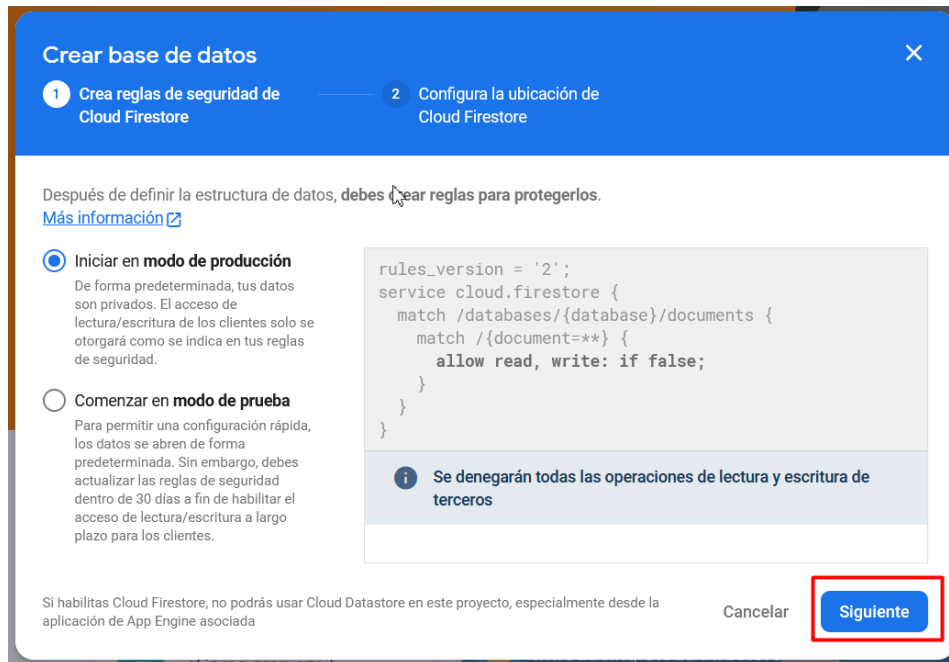 Crear base de datos
1 Crea reglas de seguridad de
Cloud Firestore
2 Configura la ubicación de
Cloud Firestore
Después de definir la estructura de datos, debes crear reglas para protegerlos.
Más información
Iniciar en modo de producción
De forma predeterminada, tus datos
son privados. El acceso de
lectura/escritura de los clientes solo se
otorgará como se indica en tus reglas
de seguridad.
Comenzar en modo de prueba
Para permitir una configuración rápida,
los datos se abren de forma
predeterminada. Sin embargo, debes
actualizar las reglas de seguridad
dentro de 30 días a fin de habilitar el
acceso de lectura/escritura a largo
plazo para los clientes.
rules_version = '2';
service cloud.firestore {
match /databases/{database}/documents {
match /{document=**} {
allow read, write: if false;
}
}
}
Se denegarán todas las operaciones de lectura y escritura de
terceros
Si habilitas Cloud Firestore, no podrás usar Cloud Datastore en este proyecto, especialmente desde la
aplicación de App Engine asociada
Cancelar
Siguiente